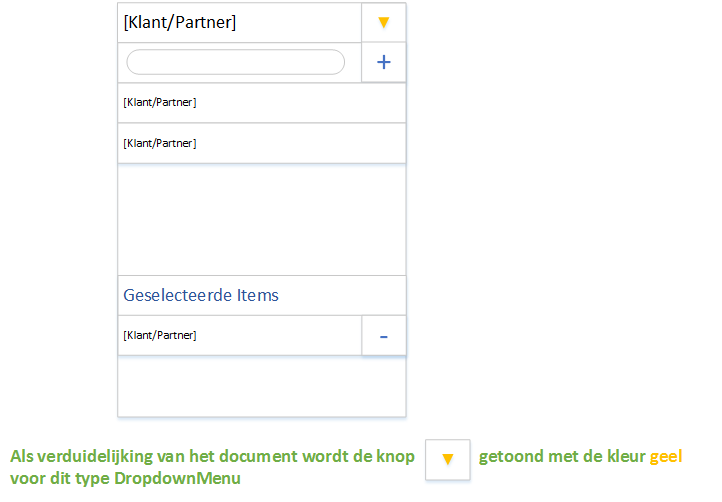 [Klant/Partner] ▼
+
[Klant/Partner]
[Klant/Partner]
Geselecteerde Items
[Klant/Partner] -
Als verduidelijking van het document wordt de knop ▼ getoond met de kleur geel
voor dit type DropdownMenu